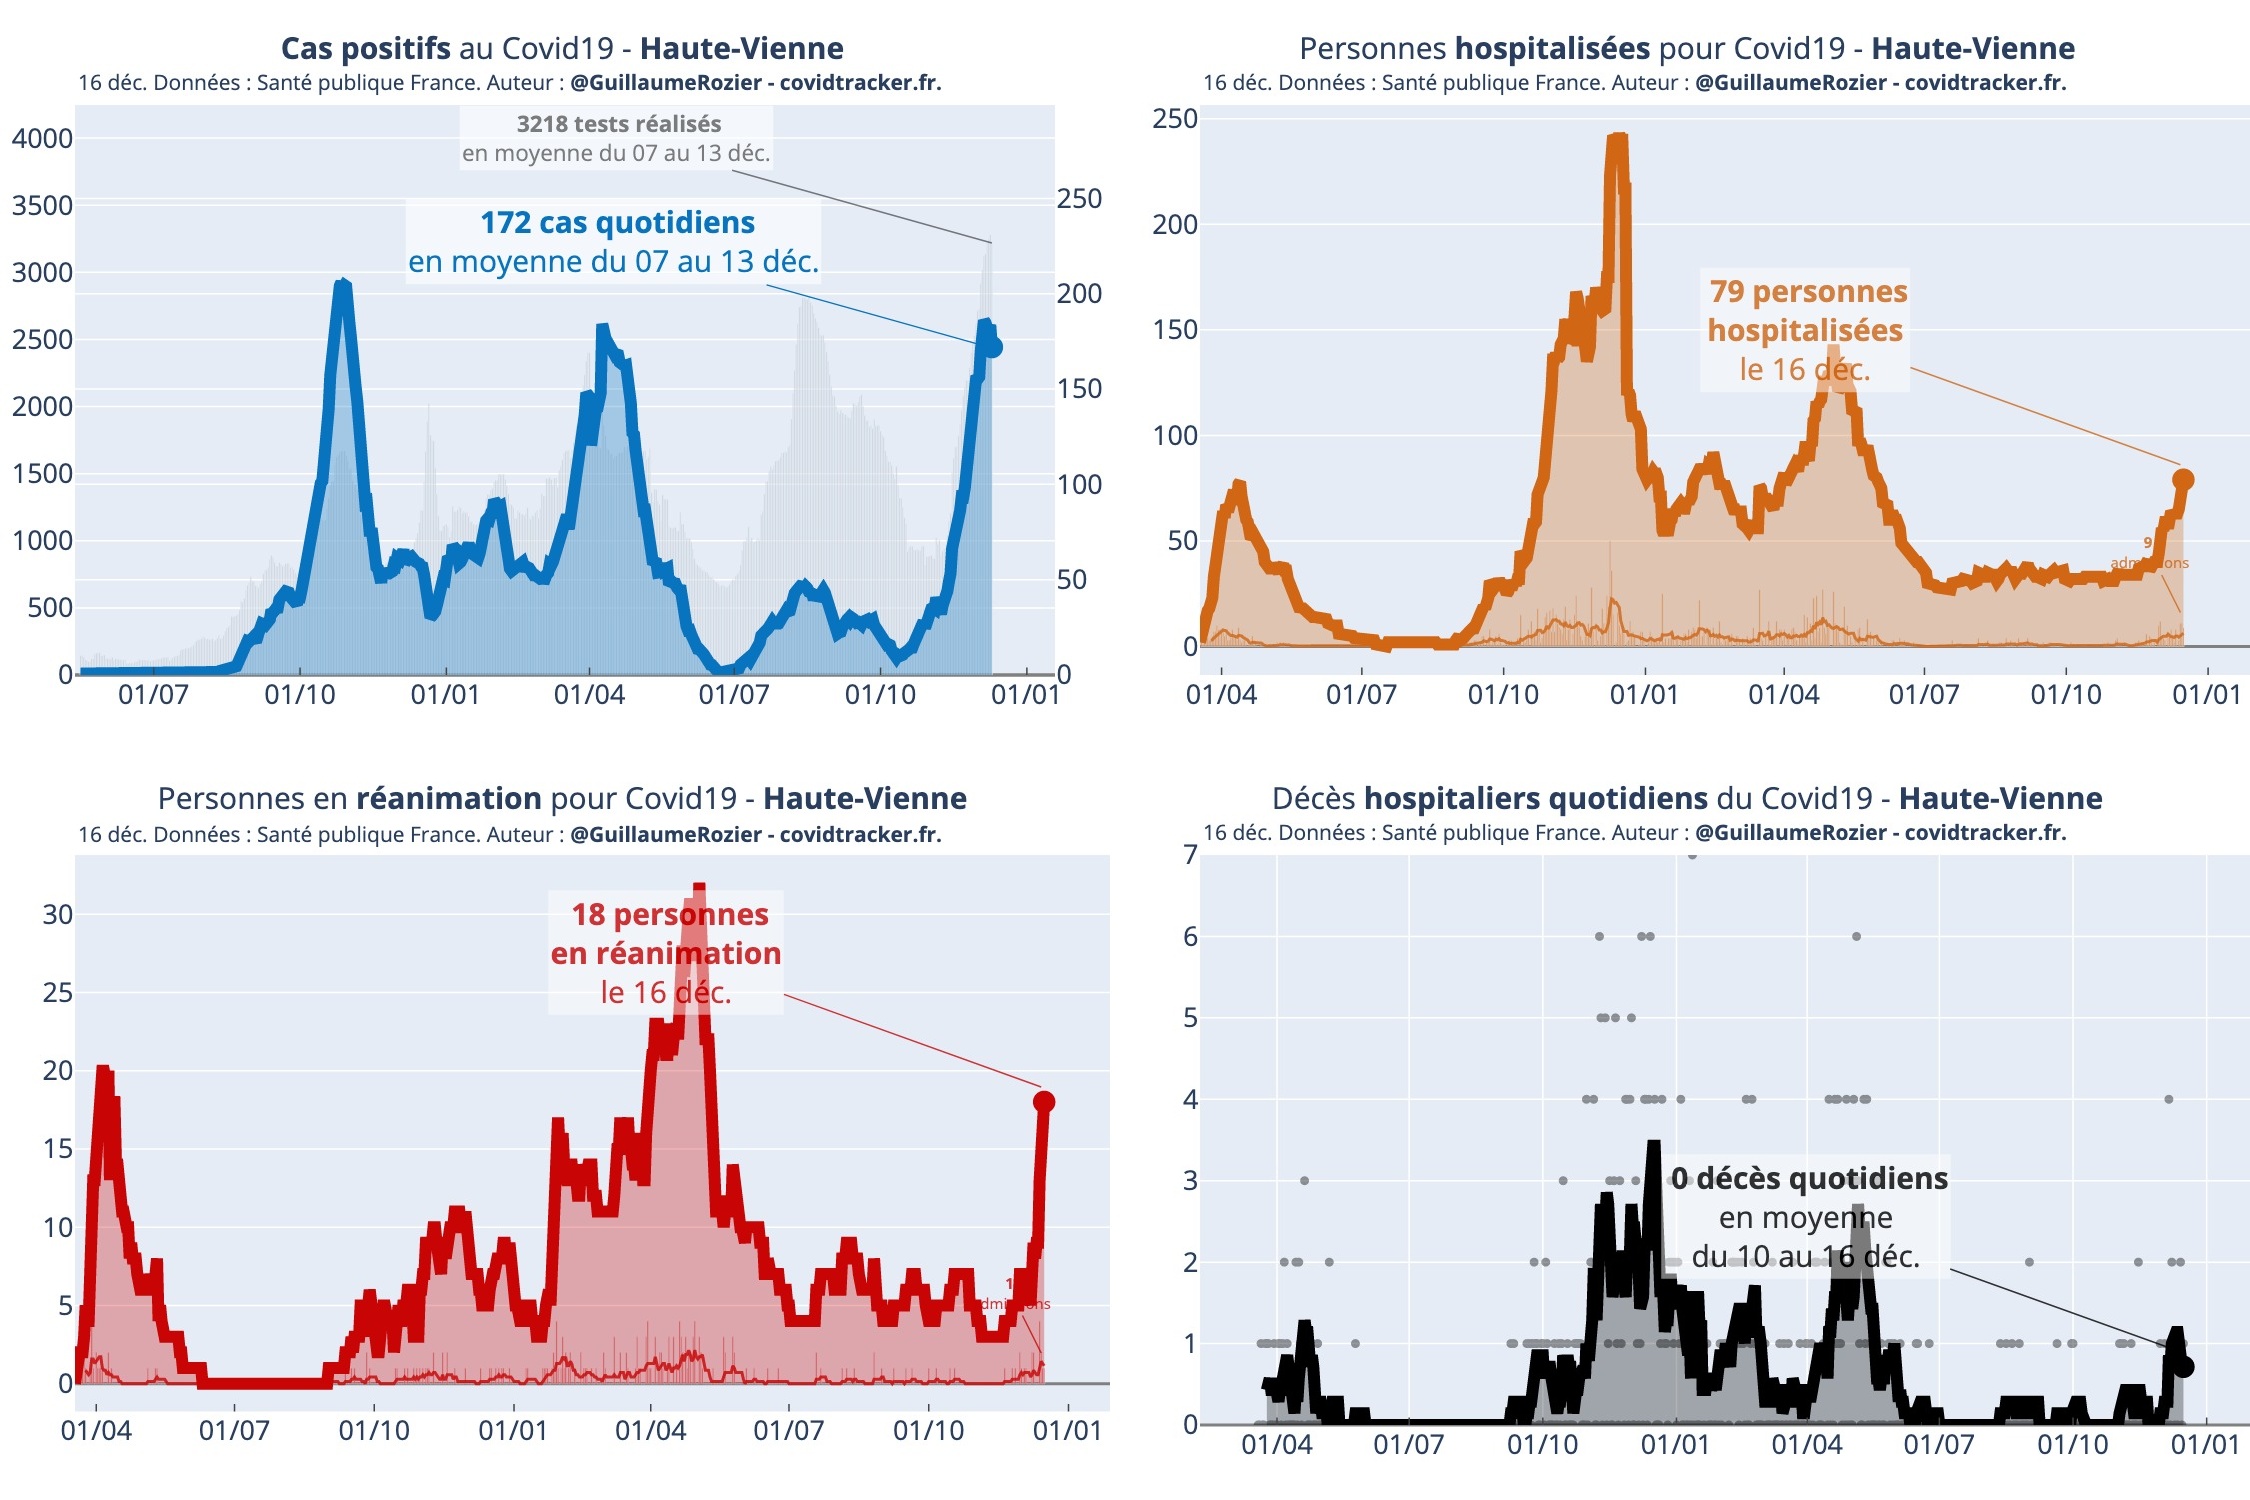 Cas positifs au Covid19 - Haute-Vienne
16 déc. Données : Santé publique France. Auteur : @GuillaumeRozier - covidtracker.fr.
3218 tests réalisés
en moyenne du 07 au 13 déc.
172 cas quotidiens
en moyenne du 07 au 13 déc.
4000
3500
3000
2500
2000
1500
1000
500
0
250
200
150
100
50
0
01/07 01/10 01/01 01/04 01/07 01/10 01/01
Personnes hospitalisées pour Covid19 - Haute-Vienne
16 déc. Données : Santé publique France. Auteur : @GuillaumeRozier - covidtracker.fr.
250
200
150
100
50
0
79 personnes
hospitalisées
le 16 déc.
9
01/04 01/07 01/10 01/01 01/04 01/07 01/10 01/01
Personnes en réanimation pour Covid19 - Haute-Vienne
16 déc. Données : Santé publique France. Auteur : @GuillaumeRozier - covidtracker.fr.
30
25
20
15
10
5
0
18 personnes
en réanimation
le 16 déc.
1
01/04 01/07 01/10 01/01 01/04 01/07 01/10 01/01
Décès hospitaliers quotidiens du Covid19 - Haute-Vienne
16 déc. Données : Santé publique France. Auteur : @GuillaumeRozier - covidtracker.fr.
7
6
5
4
3
2
1
0
0 décès quotidiens
en moyenne
du 10 au 16 déc.
01/04 01/07 01/10 01/01 01/04 01/07 01/10 01/01